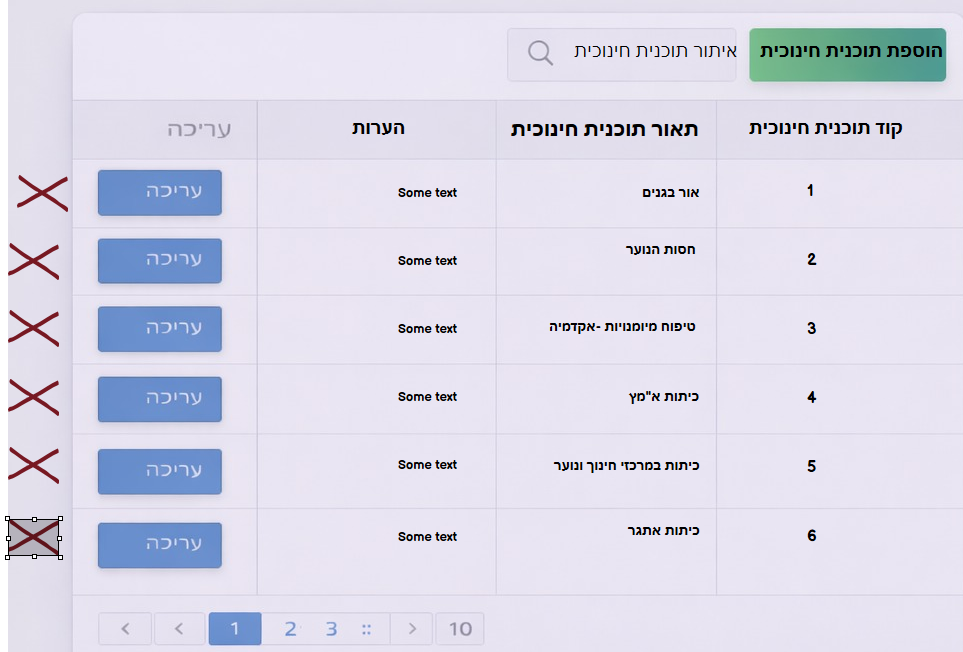 הוספת תוכנית חינוכית
איתור תוכנית חינוכית
קוד תוכנית חינוכית תאור תוכנית חינוכית הערות עריכה
1 אור בגנים Some text עריכה
2 חסות הנוער Some text עריכה
3 טיפוח מיומנויות -אקדמיה Some text עריכה
4 כיתות א"מץ Some text עריכה
5 כיתות במרכזי חינוך ונוער Some text עריכה
6 כיתות אתגר Some text עריכה
< < 1 2 3 :: > 10